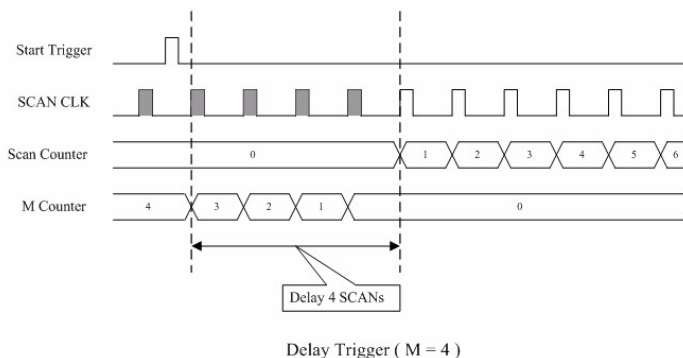 Start Trigger
SCAN CLK
Scan Counter 0 1 2 3 4 5 6
M Counter 4 3 2 1 0
Delay 4 SCANs
Delay Trigger ( M = 4 )